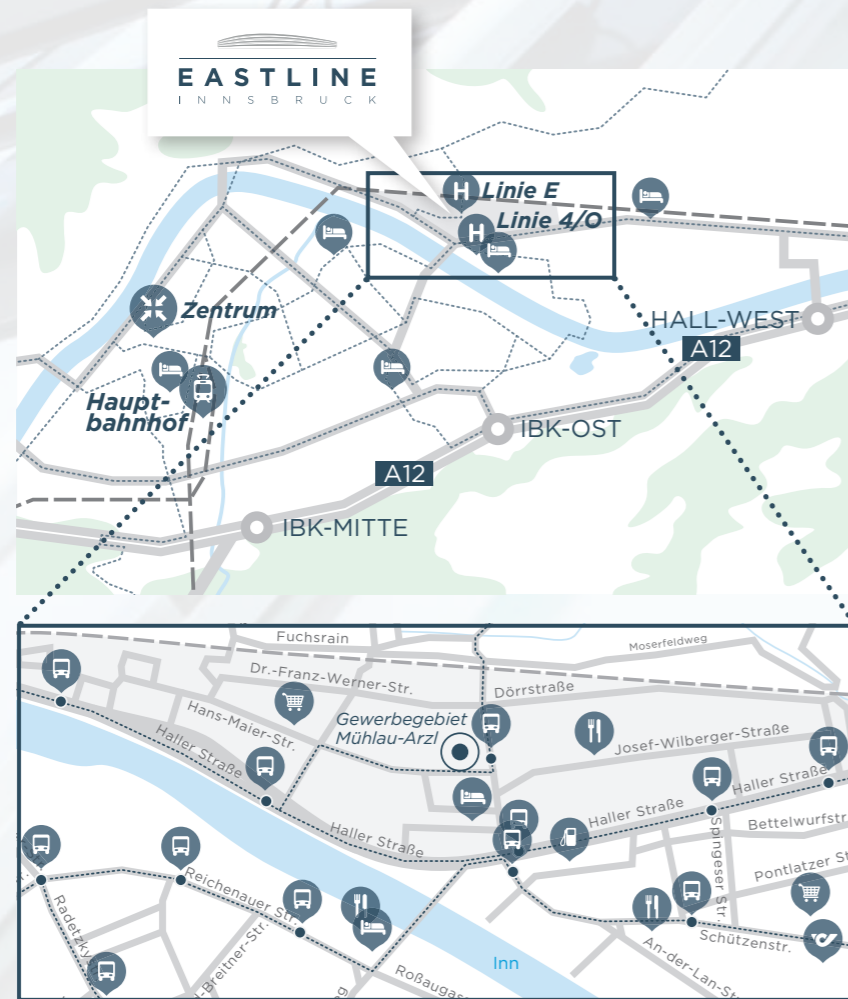 EASTLINE
INNSBRUCK
H Linie E
H Linie 4/O
Zentrum
HALL-WEST
A12
Haupt-
bahnhof
IBK-OST
A12
IBK-MITTE
Fuchsrain
Moserfeldweg
Dr.-Franz-Werner-Str.
Dörrstraße
Hans-Maier-Str.
Gewerbegebiet
Mühlau-Arzl
Josef-Wilberger-Straße
Haller Straße
Haller Straße
Haller Straße
Haller Straße
Bettelwurfstr
Spingeser Str.
Pontlatzer St
Reichenauer Str.
Radetzkys
d-Breitner-Str.
Schützenstr.
An-der-Lan-St
Inn
Roßaugas